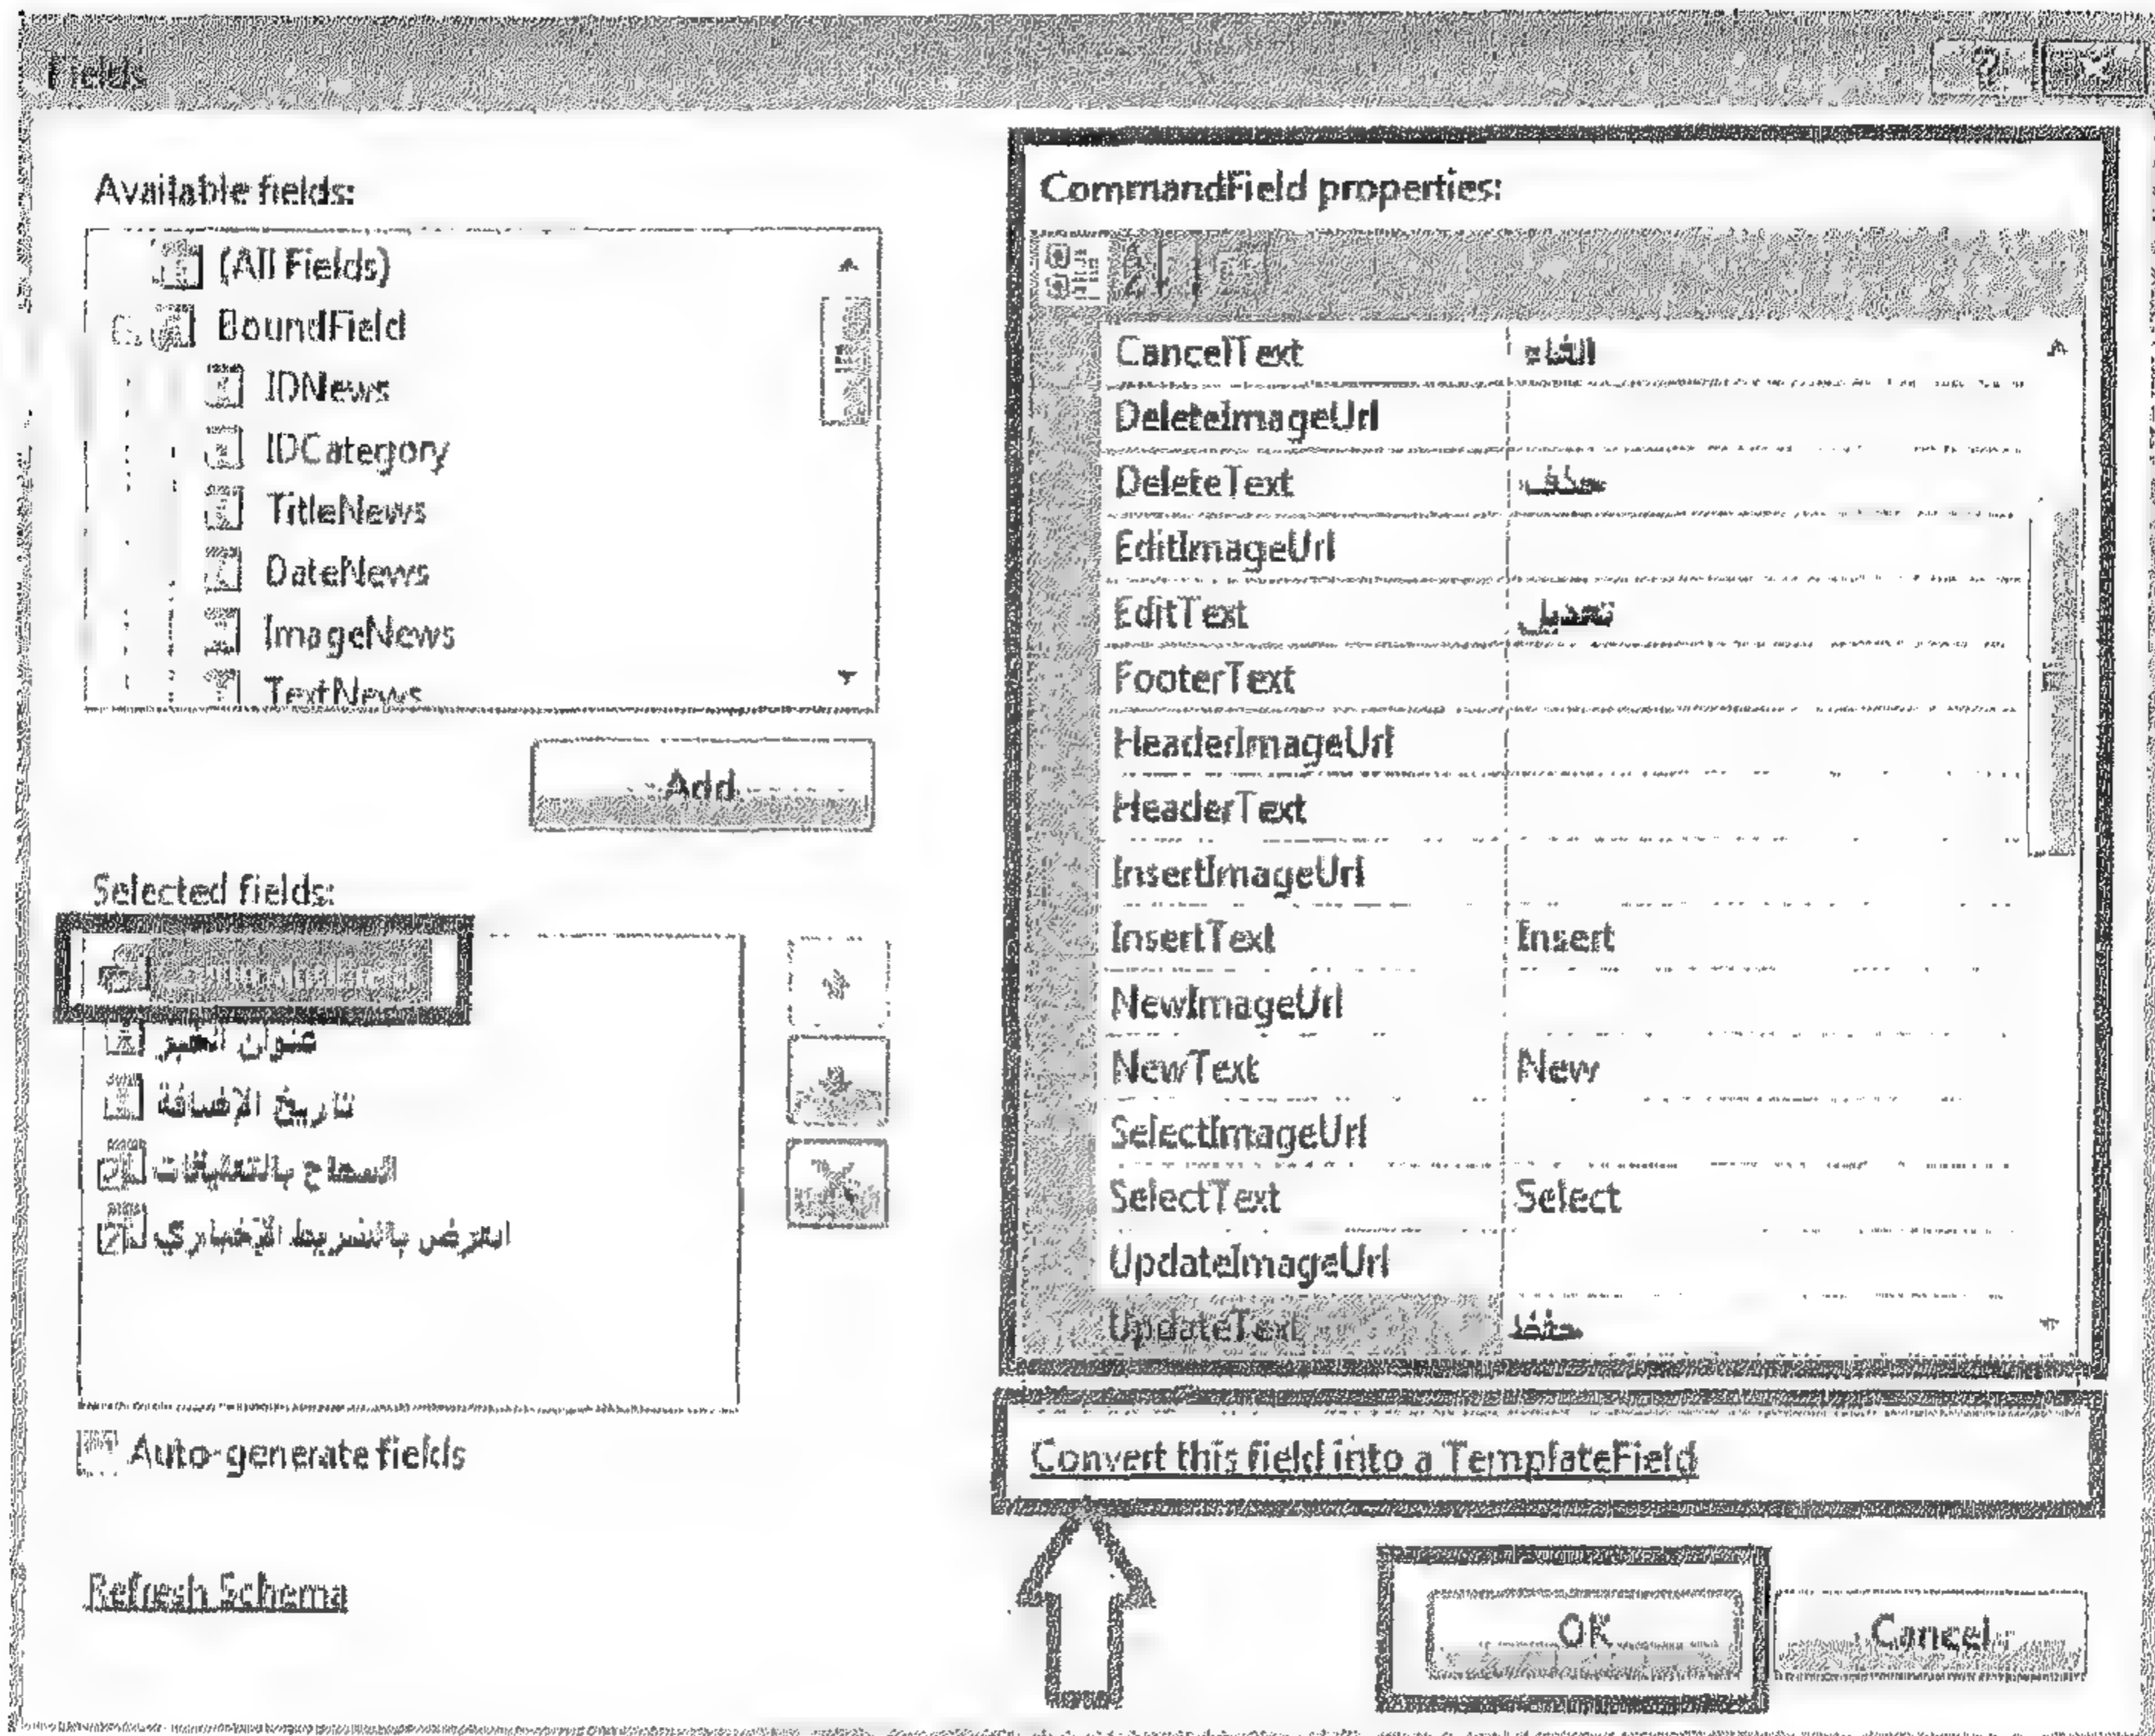 Fields
Available fields:
(All Fields)
BoundField
IDNews
IDCategory
TitleNews
DateNews
ImageNews
TextNews
Add
Selected fields:
CommandField
عنوان الخبر
تاريخ الإضافة
السماح بالتعليقات
العرض بالشريط الإخباري
Auto-generate fields
Refresh Schema
CommandField properties:
CancelText الغاء
DeleteImageUrl
DeleteText حذف
EditImageUrl
EditText تعديل
FooterText
HeaderImageUrl
HeaderText
InsertImageUrl
InsertText Insert
NewImageUrl
NewText New
SelectImageUrl
SelectText Select
UpdateImageUrl
UpdateText حفظ
Convert this field into a TemplateField
OK Cancel